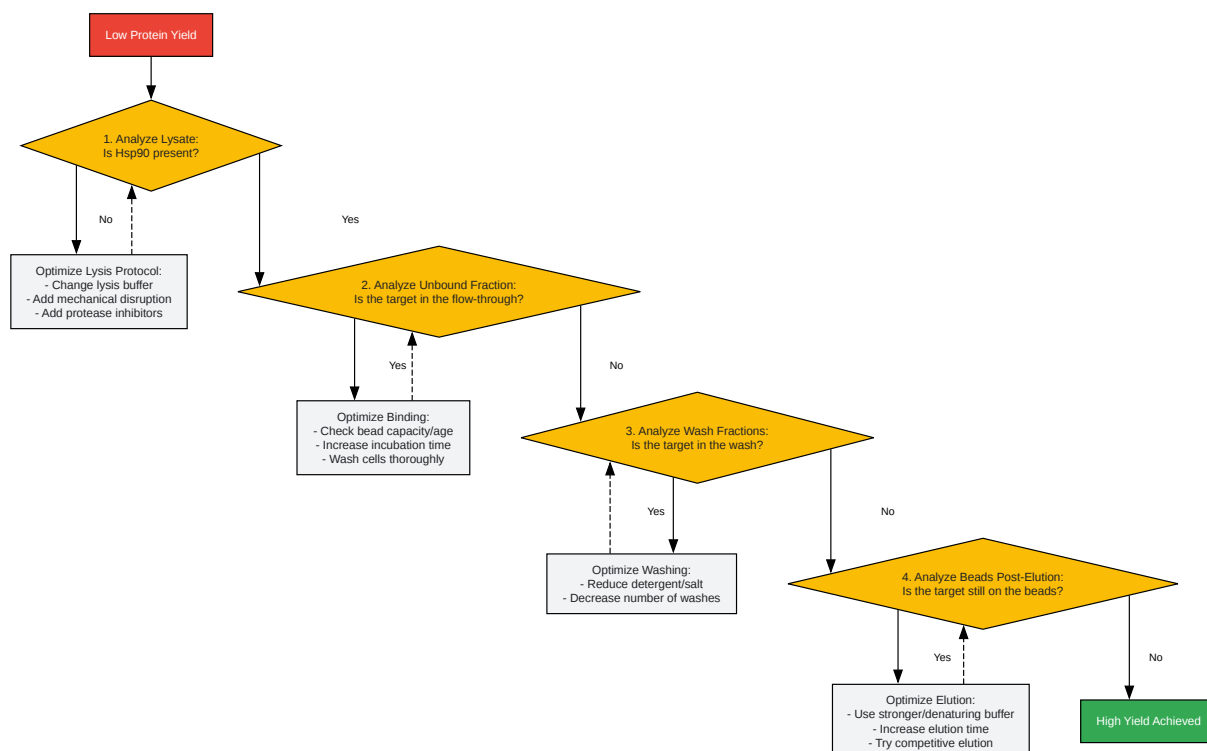 Low Protein Yield
1. Analyze Lysate:
Is Hsp90 present?
No
Yes
Optimize Lysis Protocol:
- Change lysis buffer
- Add mechanical disruption
- Add protease inhibitors
2. Analyze Unbound Fraction:
Is the target in the flow-through?
Yes
No
Optimize Binding:
- Check bead capacity/age
- Increase incubation time
- Wash cells thoroughly
3. Analyze Wash Fractions:
Is the target in the wash?
Yes
No
Optimize Washing:
- Reduce detergent/salt
- Decrease number of washes
4. Analyze Beads Post-Elution:
Is the target still on the beads?
Yes
No
Optimize Elution:
- Use stronger/denaturing buffer
- Increase elution time
- Try competitive elution
High Yield Achieved